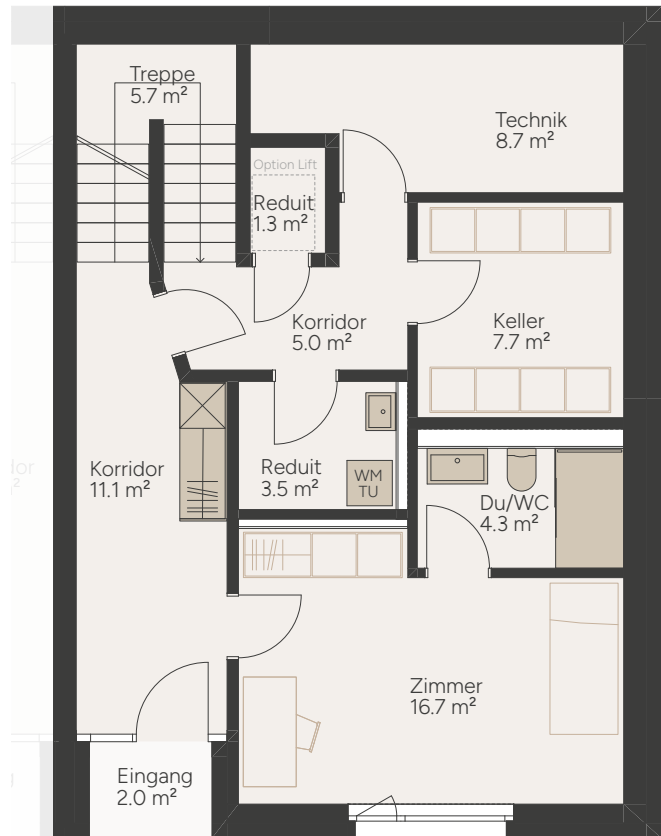 Treppe
5.7 m²
Technik
8.7 m²
Option Lift
Reduit
1.3 m²
Korridor
5.0 m²
Keller
7.7 m²
Korridor
11.1 m²
Reduit
3.5 m²
WM
TU
Du/WC
4.3 m²
Zimmer
16.7 m²
Eingang
2.0 m²